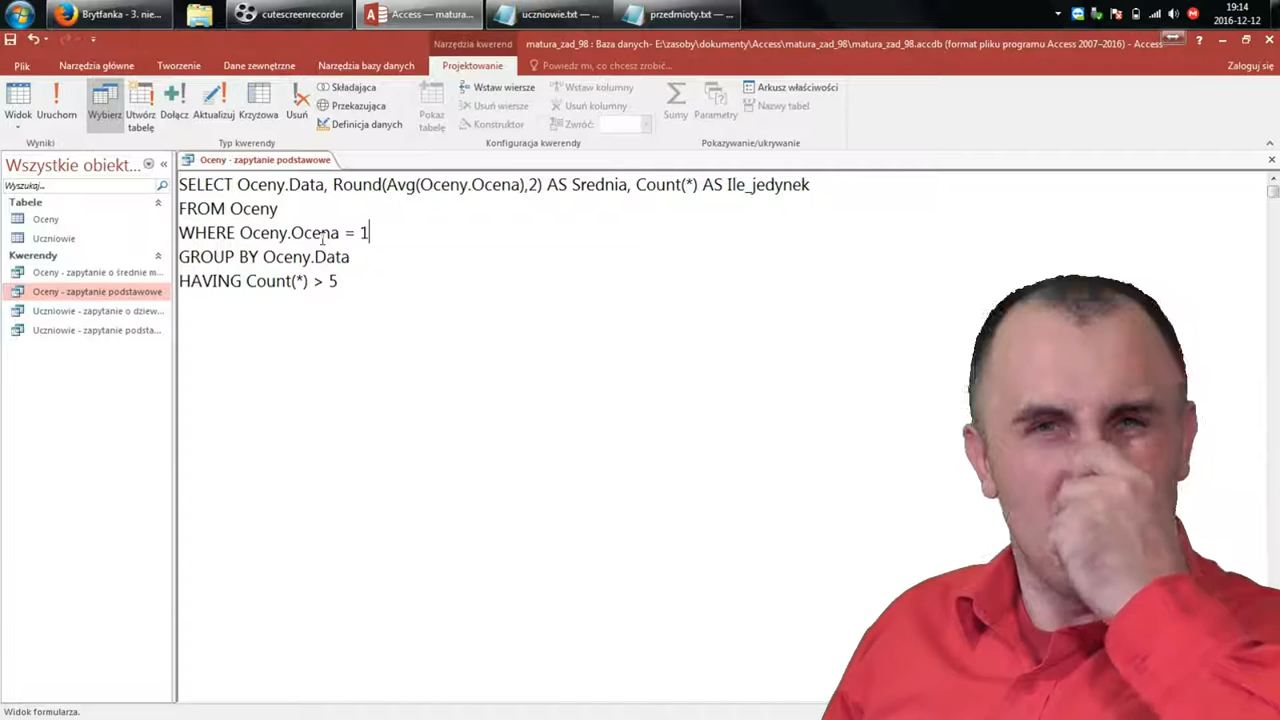 Brytfanka - 3. nie...
cutescreenrecorder
Access — matura...
uczniowie.txt — ...
przedmioty.txt — ...
19:14
2016-12-12
Narzędzia kwerend
matura_zad_98 : Baza danych- E:\zasoby\dokumenty\Access\matura_zad_98\matura_zad_98.accdb (format pliku programu Access 2007–2016) - Access
Plik
Narzędzia główne
Tworzenie
Dane zewnętrzne
Narzędzia bazy danych
Projektowanie
Powiedz mi, co chcesz zrobić...
Zaloguj się
Widok
Uruchom
Wybierz
Utwórz tabelę
Dołącz
Aktualizuj
Krzyżowa
Usuń
Składająca
Przekazująca
Definicja danych
Pokaz tabelę
Wstaw wiersze
Usuń wiersze
Konstruktor
Wstaw kolumny
Usuń kolumny
Zwróć:
Sumy
Parametry
Arkusz właściwości
Nazwy tabel
Wyniki
Typ kwerendy
Konfiguracja kwerendy
Pokazywanie/ukrywanie
Wszystkie obiekt...
Wyszukaj...
Tabele
Oceny
Uczniowie
Kwerendy
Oceny - zapytanie o średnie m...
Oceny - zapytanie podstawowe
Uczniowie - zapytanie o dziew...
Uczniowie - zapytanie podsta...
Oceny - zapytanie podstawowe
SELECT Oceny.Data, Round(Avg(Oceny.Ocena),2) AS Srednia, Count(*) AS Ile_jedynek
FROM Oceny
WHERE Oceny.Ocena = 1
GROUP BY Oceny.Data
HAVING Count(*) > 5
Widok formularza.